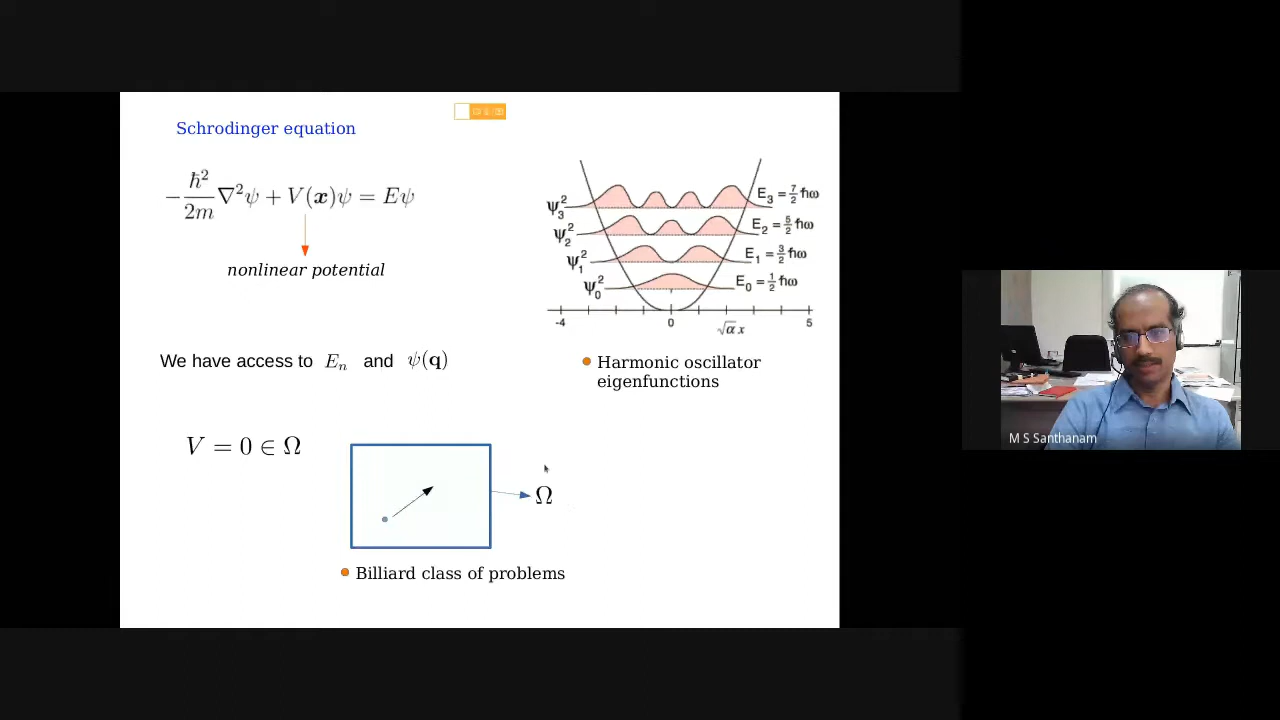 Schrodinger equation
−ħ²/2m ∇²ψ + V(x)ψ = Eψ
nonlinear potential
We have access to Eₙ and ψ(q)
V = 0 ∈ Ω
Ω
Billiard class of problems
ψ₃² E₃ = 7/2 ħω
ψ₂² E₂ = 5/2 ħω
ψ₁² E₁ = 3/2 ħω
ψ₀² E₀ = 1/2 ħω
-4 0 √α x 5
Harmonic oscillator
eigenfunctions
M S Santhanam